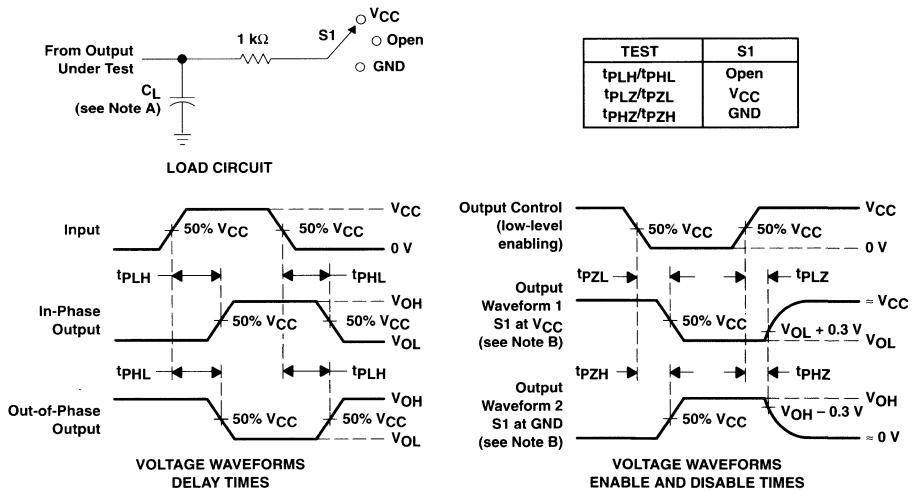 From Output
Under Test
CL
(see Note A)
1 kΩ
S1
VCC
Open
GND
LOAD CIRCUIT
TEST S1
tPLH/tPHL Open
tPLZ/tPZL VCC
tPHZ/tPZH GND
Input
50% VCC
50% VCC
VCC
0 V
tPLH
tPHL
In-Phase
Output
50% VCC
50% VCC
VOH
VOL
tPHL
tPLH
Out-of-Phase
Output
50% VCC
50% VCC
VOH
VOL
VOLTAGE WAVEFORMS
DELAY TIMES
Output Control
(low-level
enabling)
50% VCC
50% VCC
VCC
0 V
tPZL
tPLZ
Output
Waveform 1
S1 at VCC
(see Note B)
50% VCC
≈ VCC
VOL + 0.3 V
VOL
tPZH
tPHZ
Output
Waveform 2
S1 at GND
(see Note B)
50% VCC
VOH
VOH − 0.3 V
≈ 0 V
VOLTAGE WAVEFORMS
ENABLE AND DISABLE TIMES